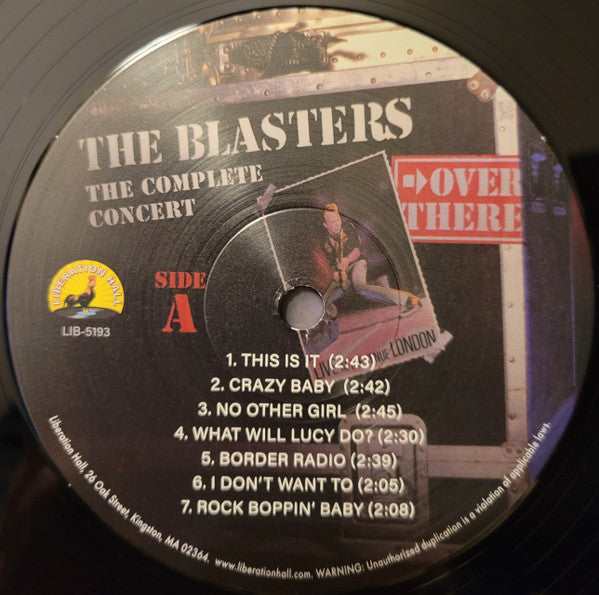 THE BLASTERS
THE COMPLETE
CONCERT
➩OVER
THERE
LIBERATION HALL
LIB-5193
SIDE
A
LONDON
1. THIS IS IT (2:43)
2. CRAZY BABY (2:42)
3. NO OTHER GIRL (2:45)
4. WHAT WILL LUCY DO? (2:30)
5. BORDER RADIO (2:39)
6. I DON'T WANT TO (2:05)
7. ROCK BOPPIN' BABY (2:08)
Liberation Hall, 26 Oak Street, Kingston, MA 02364. www.liberationhall.com. WARNING: Unauthorized duplication is a violation of applicable laws.